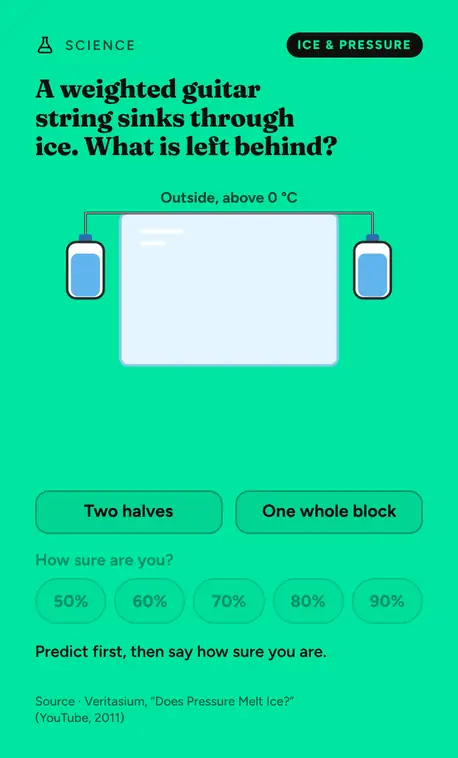 SCIENCE
ICE & PRESSURE
A weighted guitar
string sinks through
ice. What is left behind?
Outside, above 0 °C
Two halves
One whole block
How sure are you?
50%
60%
70%
80%
90%
Predict first, then say how sure you are.
Source · Veritasium, “Does Pressure Melt Ice?”
(YouTube, 2011)